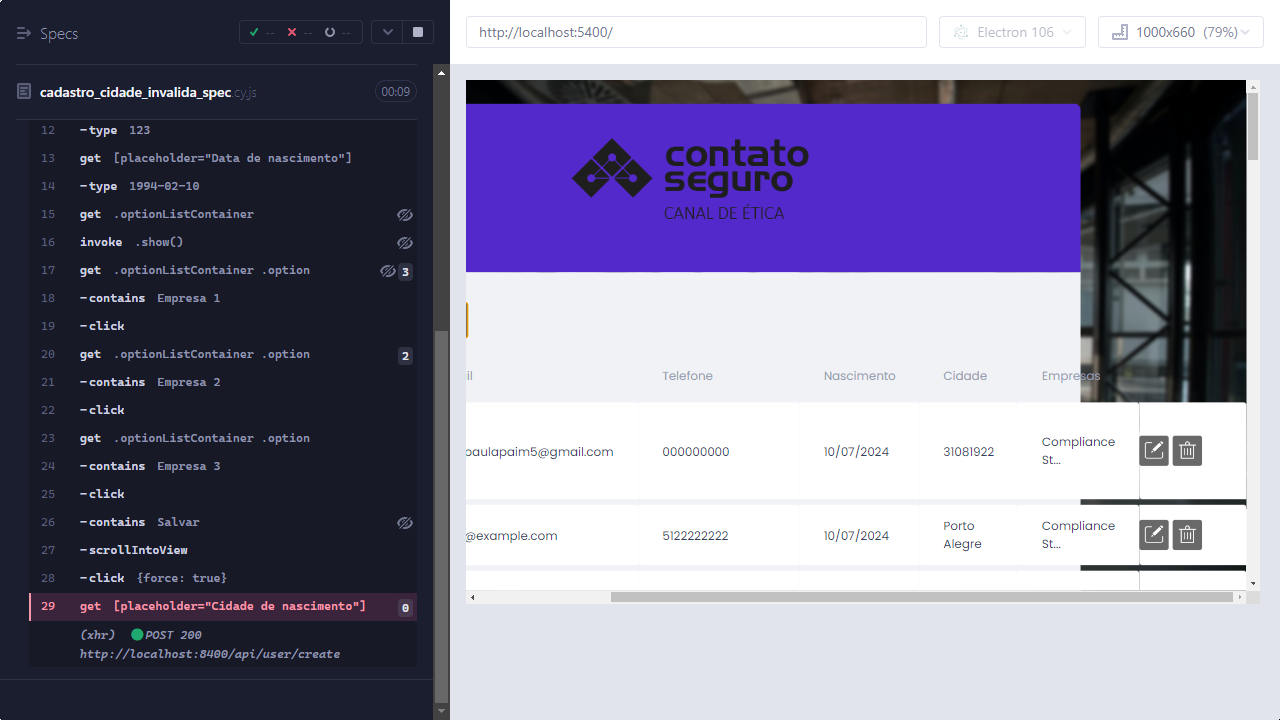 Specs
--
--
--
http://localhost:5400/
Electron 106
1000x660 (79%)
cadastro_cidade_invalida_spec.cy.js
00:09
12 -type 123
13 get [placeholder="Data de nascimento"]
14 -type 1994-02-10
15 get .optionListContainer
16 invoke .show()
17 get .optionListContainer .option 3
18 -contains Empresa 1
19 -click
20 get .optionListContainer .option 2
21 -contains Empresa 2
22 -click
23 get .optionListContainer .option
24 -contains Empresa 3
25 -click
26 -contains Salvar
27 -scrollIntoView
28 -click {force: true}
29 get [placeholder="Cidade de nascimento"] 0
(xhr) POST 200
http://localhost:8400/api/user/create
contato
seguro
CANAL DE ÉTICA
il Telefone Nascimento Cidade Empresas
paulapaim5@gmail.com 000000000 10/07/2024 31081922 Compliance
St...
@example.com 5122222222 10/07/2024 Porto
Alegre Compliance
St...